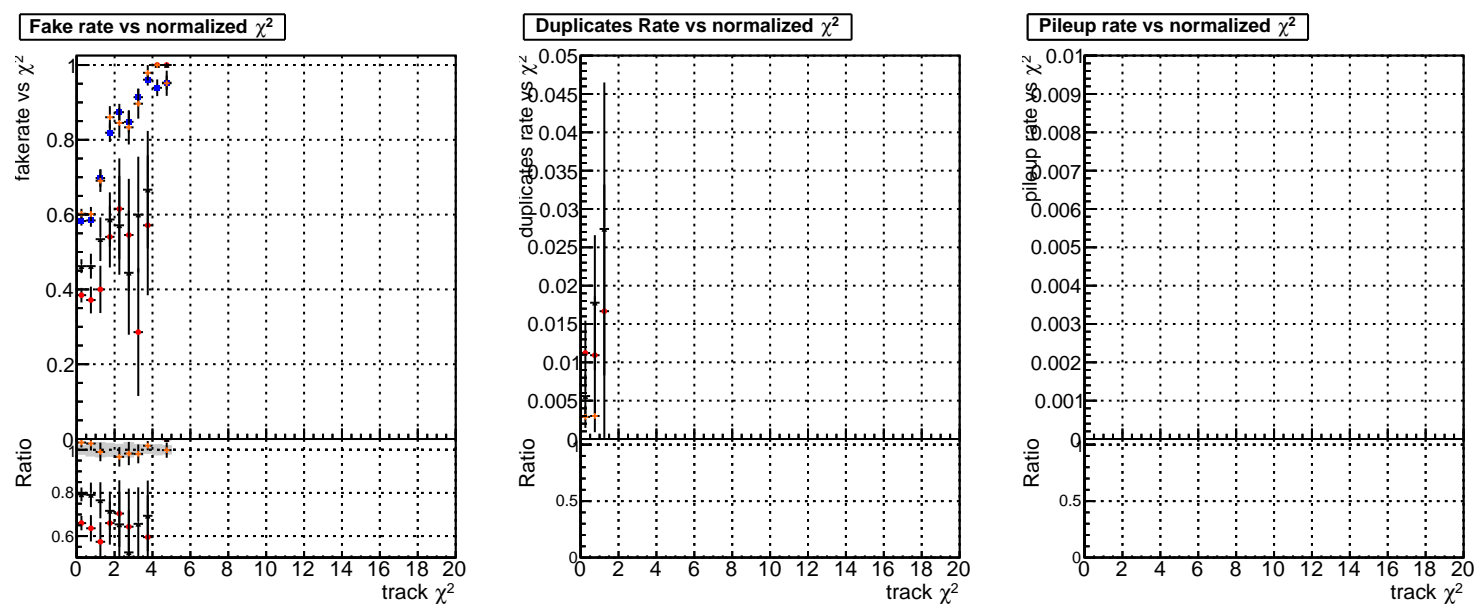 Fake rate vs normalized χ²
fakerate vs χ²
1
0.8
0.6
0.4
0.2
0
Ratio
1
0.8
0.6
0 2 4 6 8 10 12 14 16 18 20
track χ²
Duplicates Rate vs normalized χ²
duplicates rate vs χ²
0.05
0.045
0.04
0.035
0.03
0.025
0.02
0.015
0.01
0.005
0
Ratio
1
0.5
0
0 2 4 6 8 10 12 14 16 18 20
track χ²
Pileup rate vs normalized χ²
pileup rate vs χ²
0.01
0.009
0.008
0.007
0.006
0.005
0.004
0.003
0.002
0.001
0
Ratio
1
0.5
0
0 2 4 6 8 10 12 14 16 18 20
track χ²